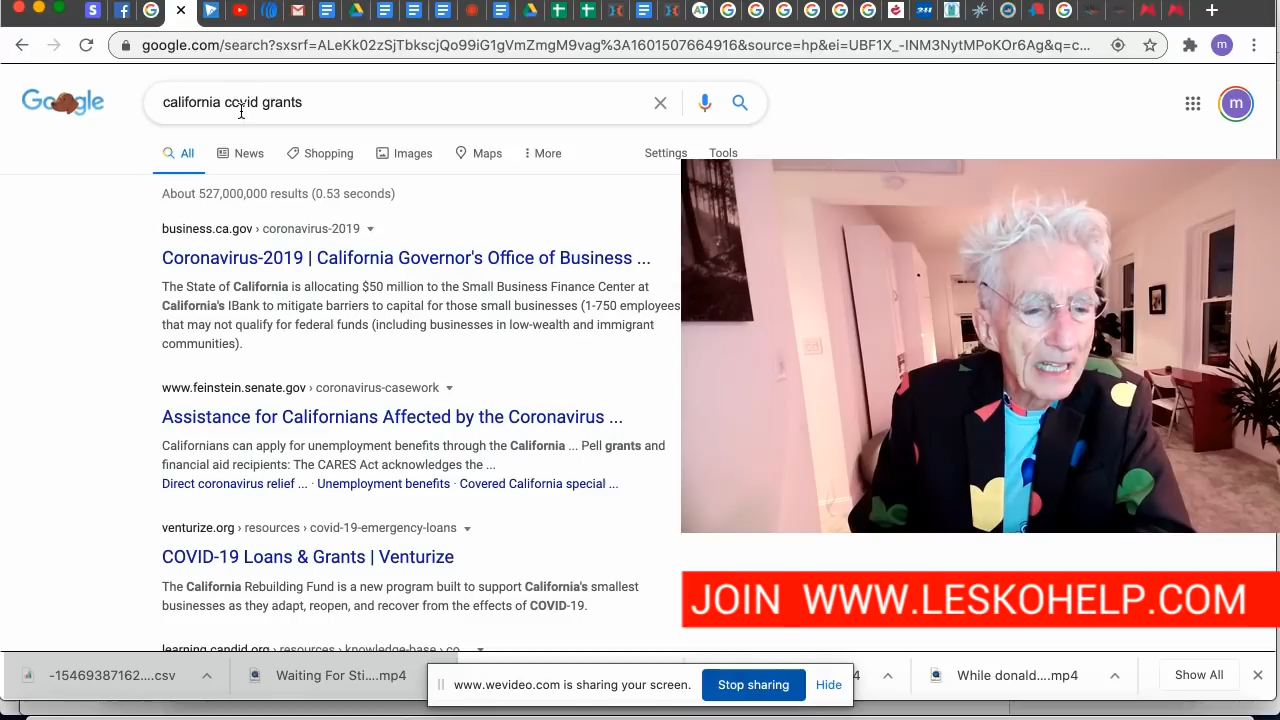 google.com/search?sxsrf=ALeKk02zSjTbkscjQo99iG1gVmZmgM9vag%3A1601507664916&source=hp&ei=UBF1X_-INM3NytMPoKOr6Ag&q=c...
m
Google
california covid grants
m
All News Shopping Images Maps More Settings Tools
About 527,000,000 results (0.53 seconds)
business.ca.gov › coronavirus-2019
Coronavirus-2019 | California Governor's Office of Business ...
The State of California is allocating $50 million to the Small Business Finance Center at
California's IBank to mitigate barriers to capital for those small businesses (1-750 employees
that may not qualify for federal funds (including businesses in low-wealth and immigrant
communities).
www.feinstein.senate.gov › coronavirus-casework
Assistance for Californians Affected by the Coronavirus ...
Californians can apply for unemployment benefits through the California ... Pell grants and
financial aid recipients: The CARES Act acknowledges the ...
Direct coronavirus relief ... · Unemployment benefits · Covered California special ...
venturize.org › resources › covid-19-emergency-loans
COVID-19 Loans & Grants | Venturize
The California Rebuilding Fund is a new program built to support California's smallest
businesses as they adapt, reopen, and recover from the effects of COVID-19.
learning.candid.org › resources › knowledge-base › co...
JOIN WWW.LESKOHELP.COM
-15469387162....csv
Waiting For Sti....mp4
www.wevideo.com is sharing your screen.
Stop sharing
Hide
While donald....mp4
Show All